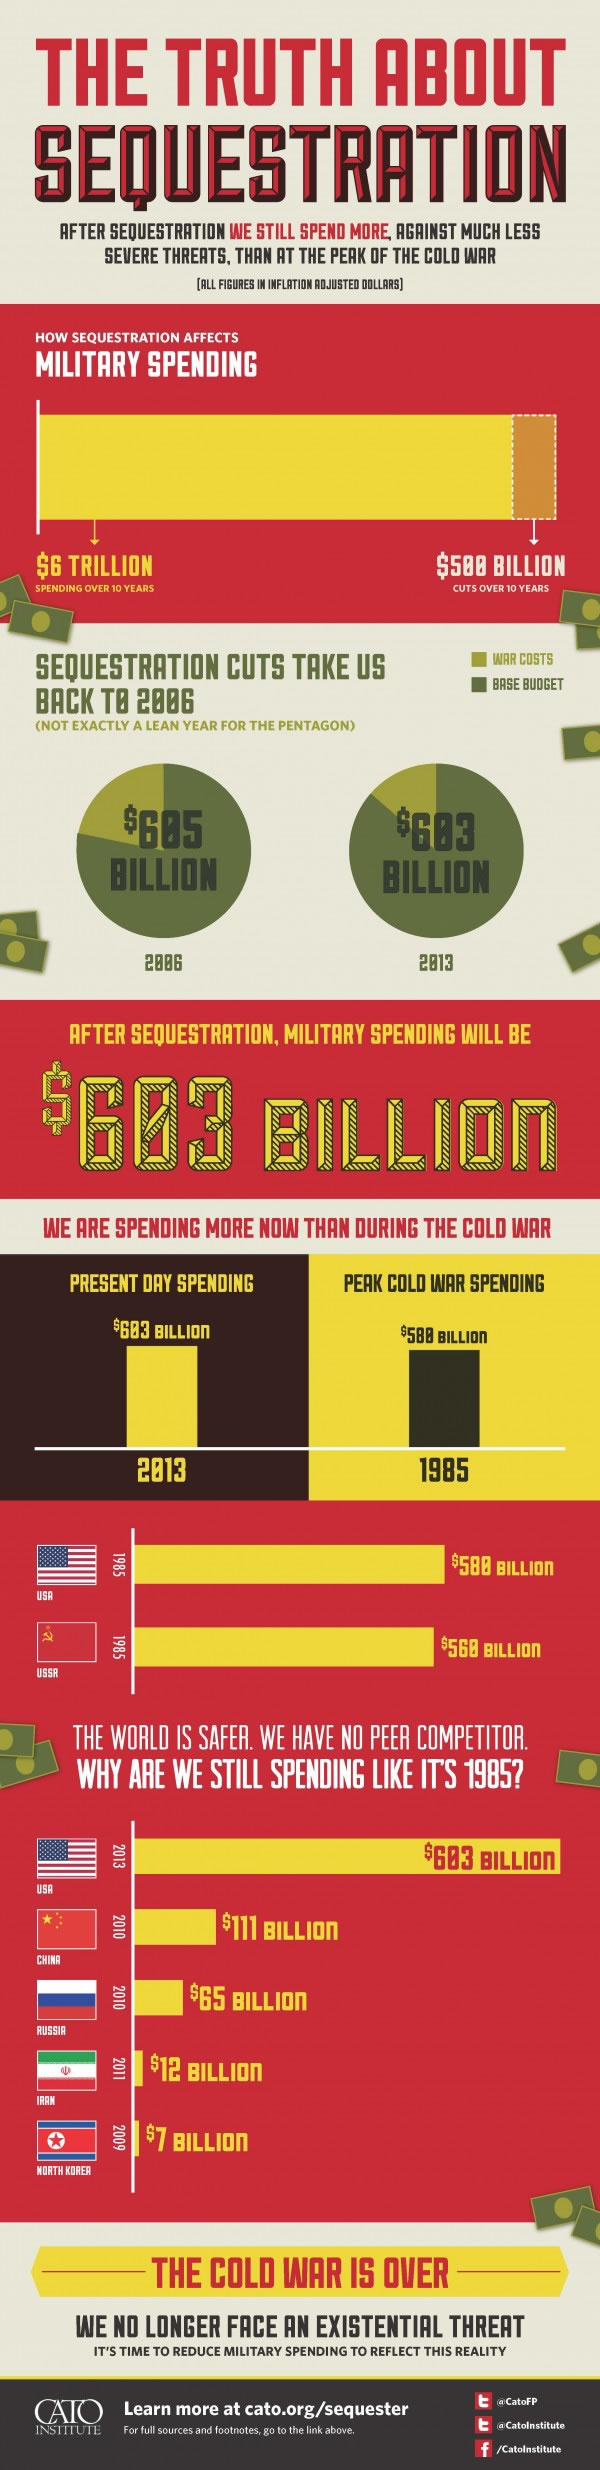 THE TRUTH ABOUT
SEQUESTRATION
AFTER SEQUESTRATION WE STILL SPEND MORE, AGAINST MUCH LESS
SEVERE THREATS, THAN AT THE PEAK OF THE COLD WAR
(ALL FIGURES IN INFLATION ADJUSTED DOLLARS)
HOW SEQUESTRATION AFFECTS
MILITARY SPENDING
$6 TRILLION
SPENDING OVER 10 YEARS
$500 BILLION
CUTS OVER 10 YEARS
SEQUESTRATION CUTS TAKE US
BACK TO 2006
(NOT EXACTLY A LEAN YEAR FOR THE PENTAGON)
WAR COSTS
BASE BUDGET
$605
BILLION
2006
$603
BILLION
2013
AFTER SEQUESTRATION, MILITARY SPENDING WILL BE
$603 BILLION
WE ARE SPENDING MORE NOW THAN DURING THE COLD WAR
PRESENT DAY SPENDING
$603 BILLION
2013
PEAK COLD WAR SPENDING
$580 BILLION
1985
USA
1985
$580 BILLION
USSR
1985
$560 BILLION
THE WORLD IS SAFER. WE HAVE NO PEER COMPETITOR.
WHY ARE WE STILL SPENDING LIKE IT'S 1985?
USA
2013
$603 BILLION
CHINA
2010
$111 BILLION
RUSSIA
2010
$65 BILLION
IRAN
2011
$12 BILLION
NORTH KOREA
2009
$7 BILLION
THE COLD WAR IS OVER
WE NO LONGER FACE AN EXISTENTIAL THREAT
IT'S TIME TO REDUCE MILITARY SPENDING TO REFLECT THIS REALITY
CATO
INSTITUTE
Learn more at cato.org/sequester
For full sources and footnotes, go to the link above.
@CatoFP
@CatoInstitute
/CatoInstitute